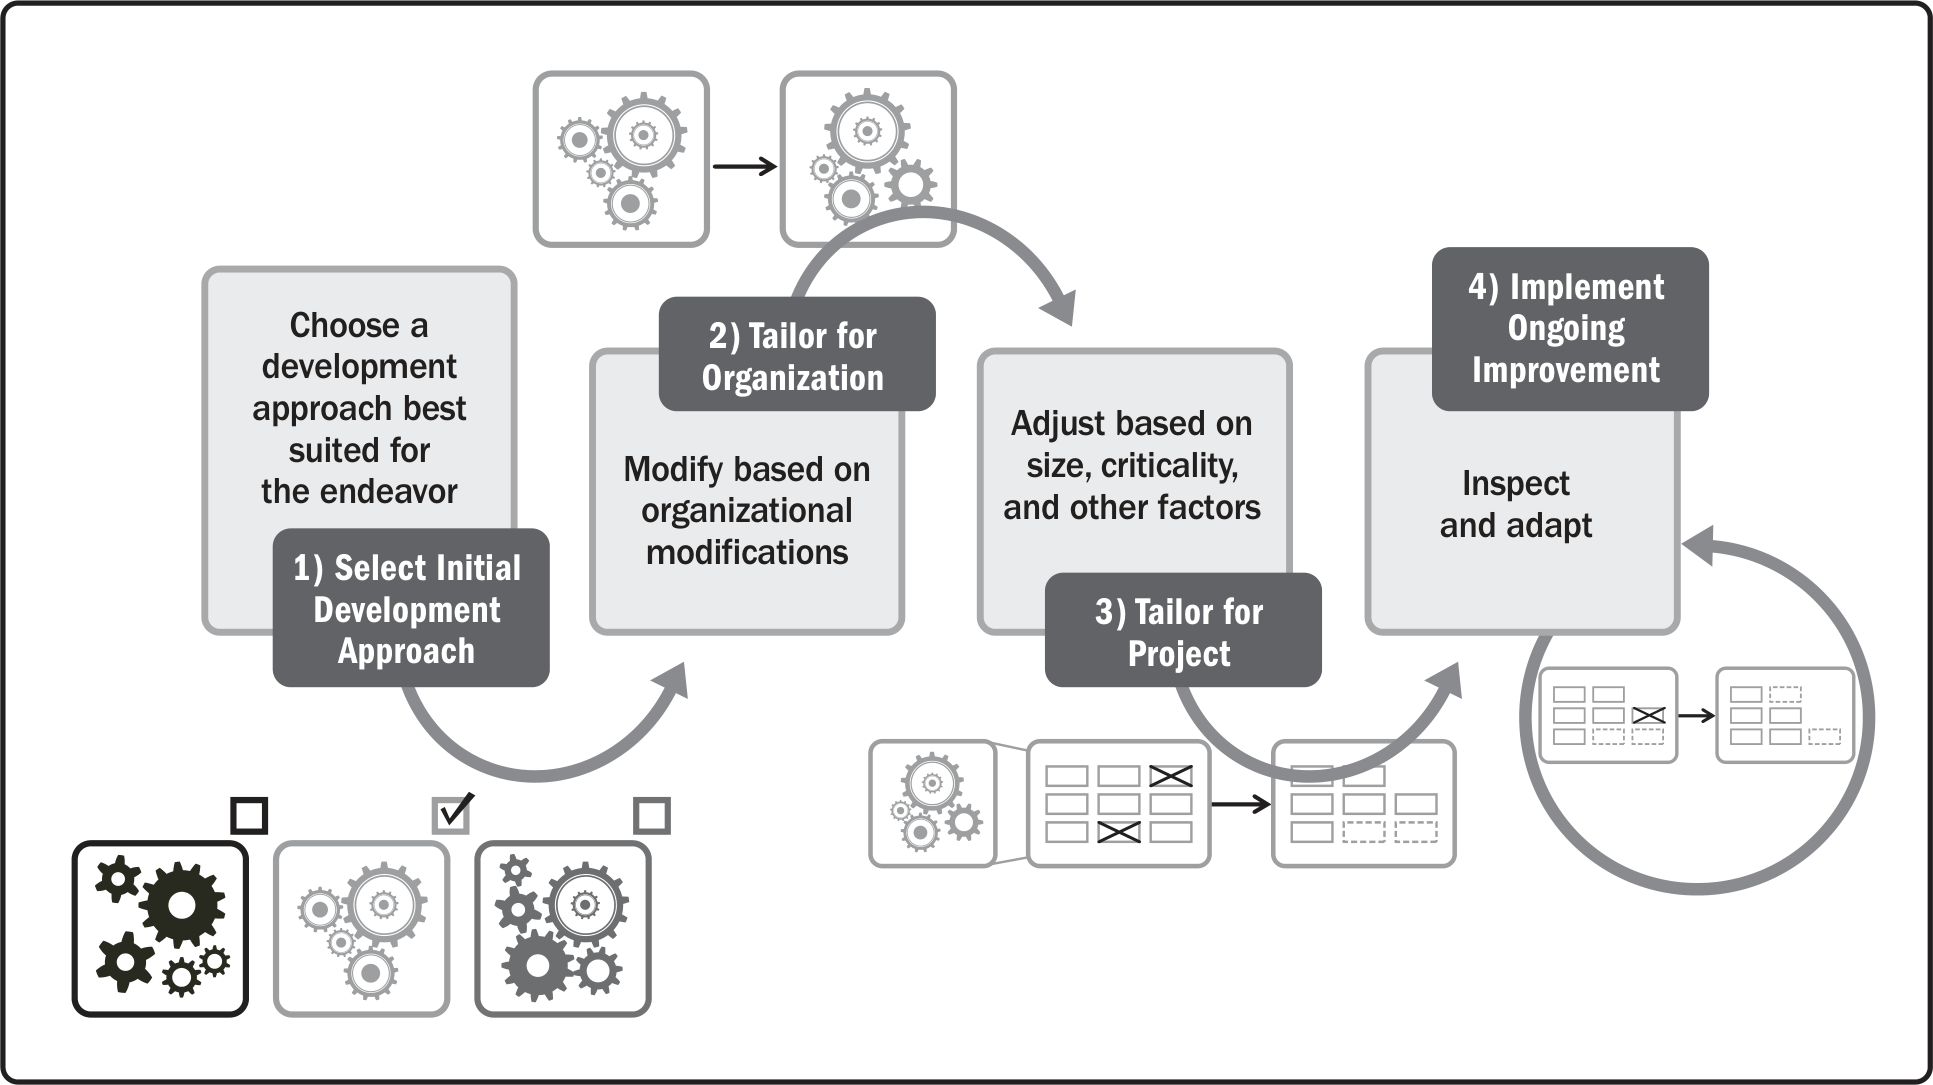 Choose a
development
approach best
suited for
the endeavor
1) Select Initial
Development
Approach
2) Tailor for
Organization
Modify based on
organizational
modifications
Adjust based on
size, criticality,
and other factors
3) Tailor for
Project
4) Implement
Ongoing
Improvement
Inspect
and adapt